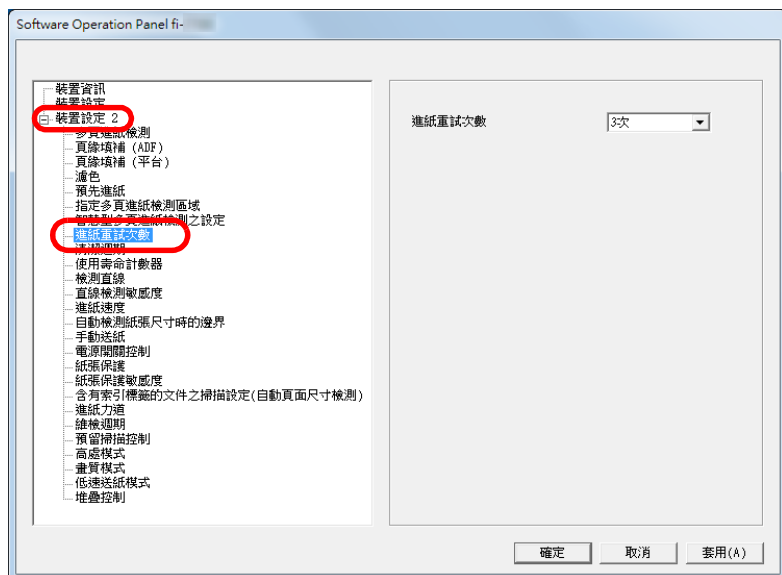 Software Operation Panel fi-
裝置資訊
裝置設定
裝置設定 2
多頁進紙檢測
頁緣填補 (ADF)
頁緣填補 (平台)
濾色
預先進紙
指定多頁進紙檢測區域
智慧型多頁進紙檢測之設定
進紙重試次數
清潔週期
使用壽命計數器
檢測直線
直線檢測敏感度
進紙速度
自動檢測紙張尺寸時的邊界
手動送紙
電源開關控制
紙張保護
紙張保護敏感度
含有索引標籤的文件之掃描設定(自動頁面尺寸檢測)
進紙力道
維檢週期
預留掃描控制
高處模式
畫質模式
低速送紙模式
堆疊控制
進紙重試次數 3次
確定 取消 套用(A)